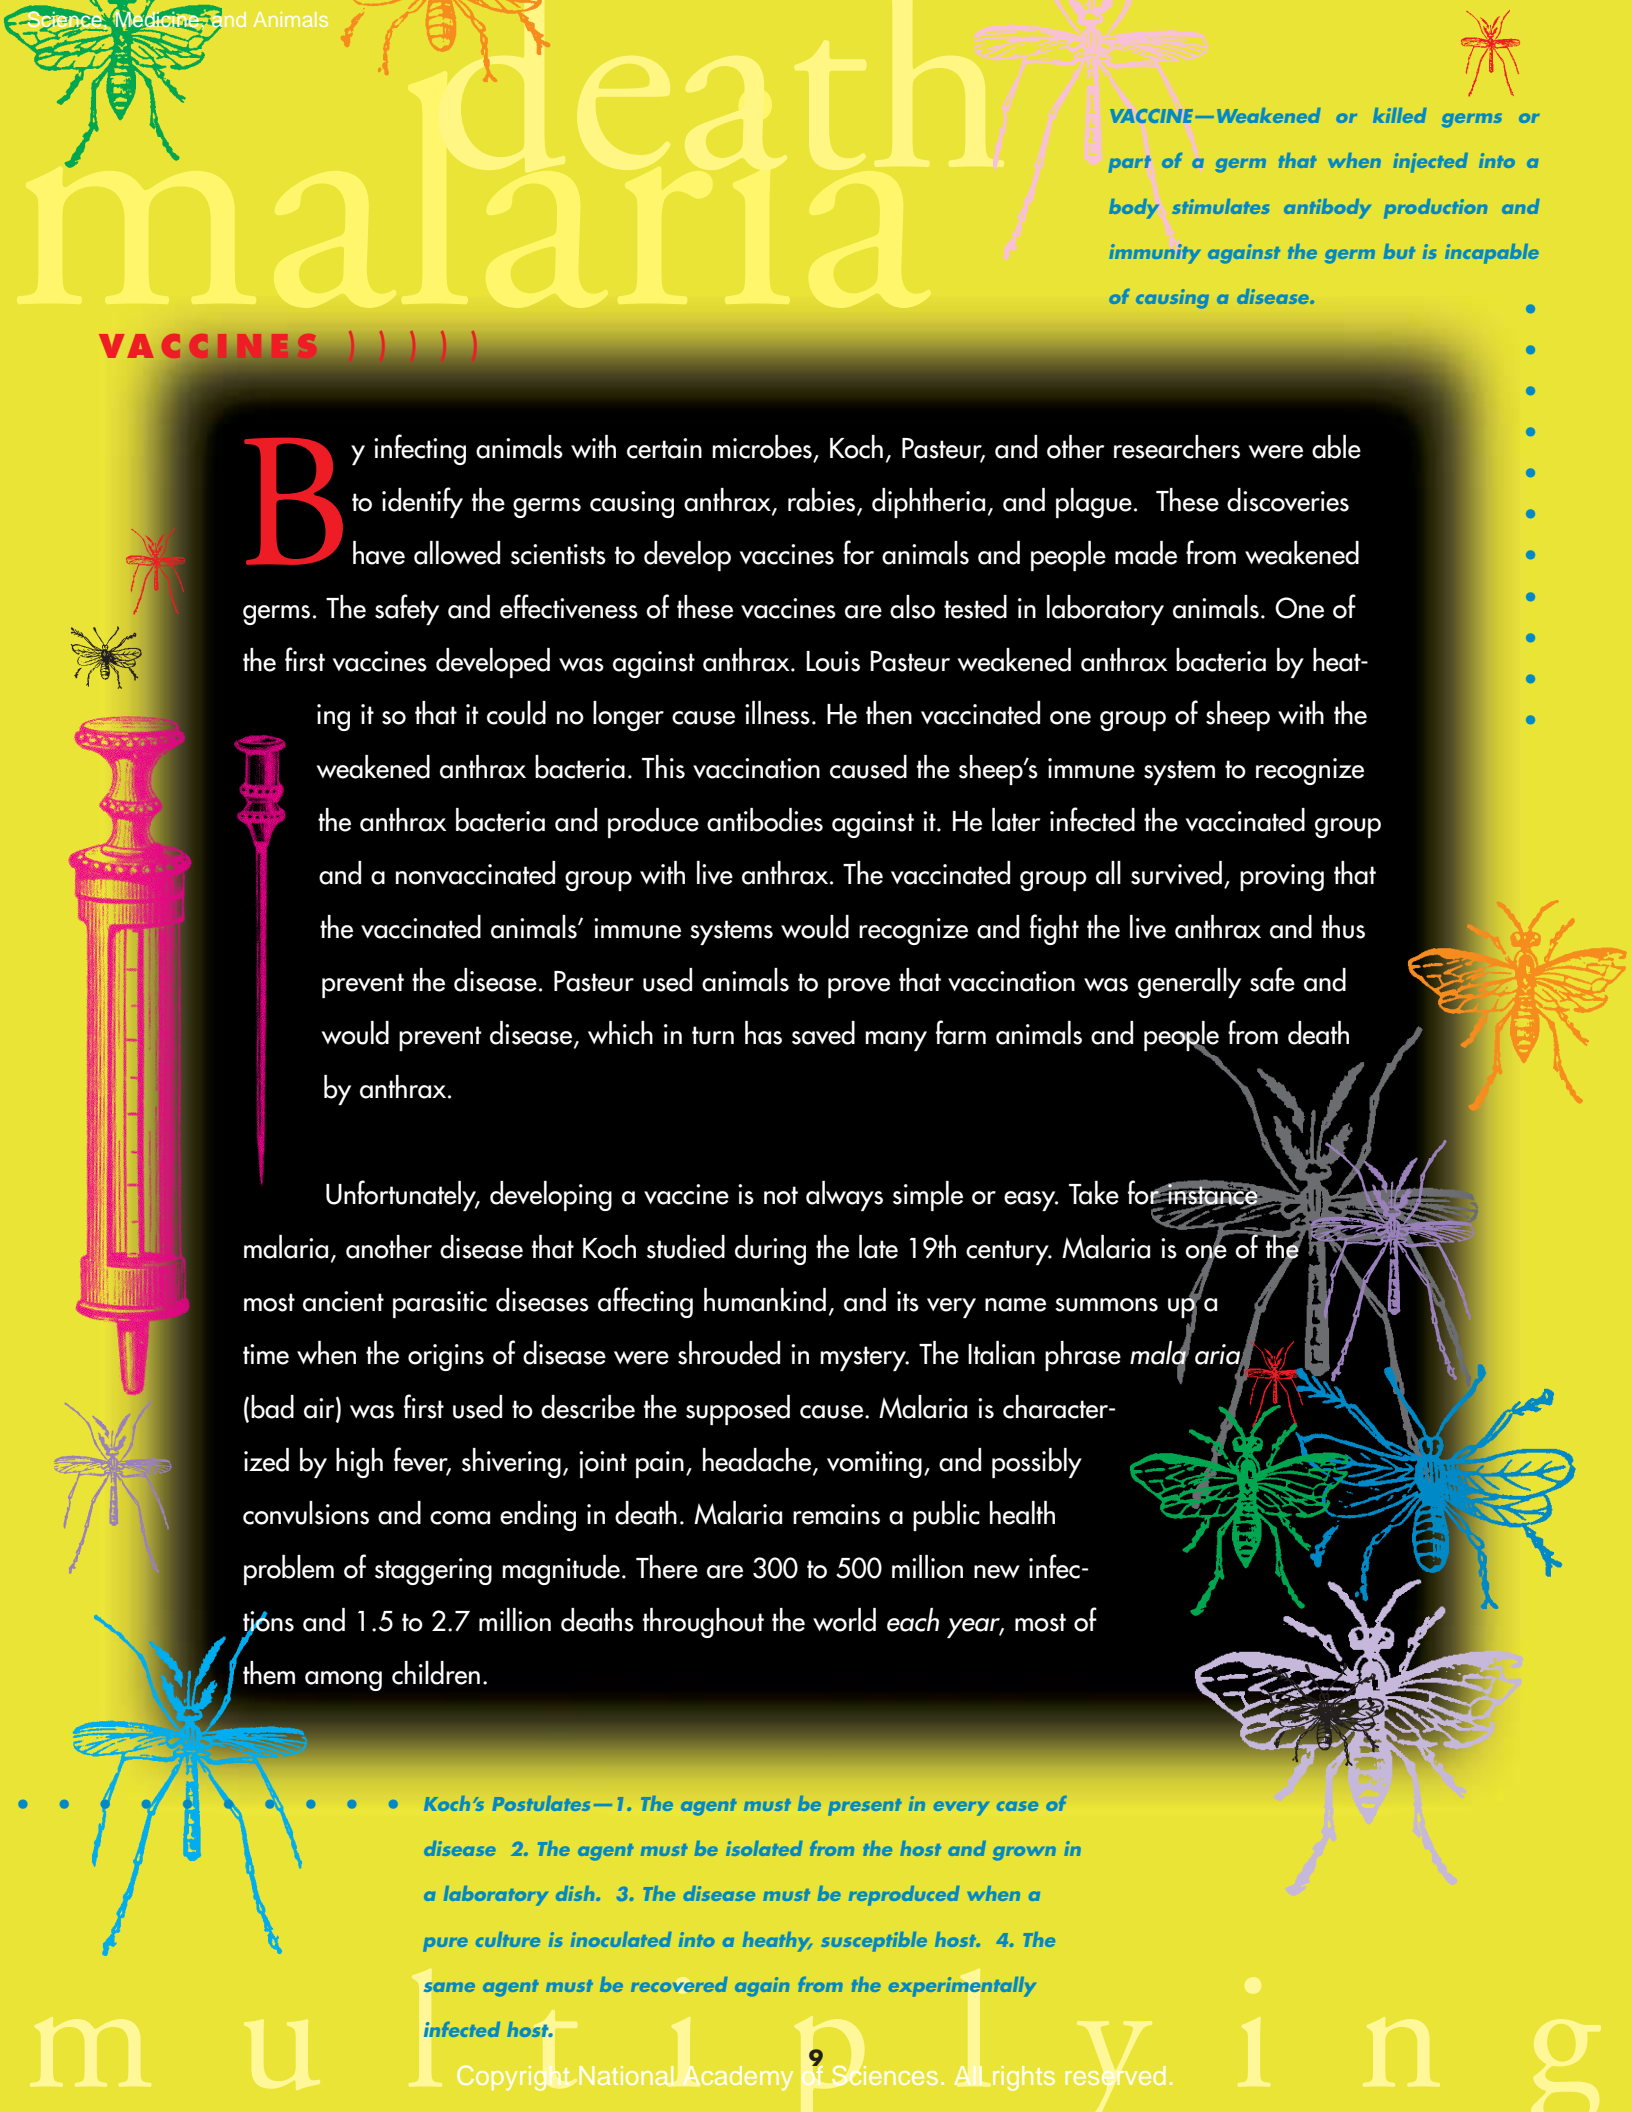 Science, Medicine, and Animals
death
malaria
VACCINE—Weakened or killed germs or
part of a germ that when injected into a
body stimulates antibody production and
immunity against the germ but is incapable
of causing a disease.
VACCINES ) ) ) ) )
By infecting animals with certain microbes, Koch, Pasteur, and other researchers were able
to identify the germs causing anthrax, rabies, diphtheria, and plague.  These discoveries
have allowed scientists to develop vaccines for animals and people made from weakened
germs. The safety and effectiveness of these vaccines are also tested in laboratory animals. One of
the first vaccines developed was against anthrax. Louis Pasteur weakened anthrax bacteria by heat-
ing it so that it could no longer cause illness. He then vaccinated one group of sheep with the
weakened anthrax bacteria. This vaccination caused the sheep’s immune system to recognize
the anthrax bacteria and produce antibodies against it. He later infected the vaccinated group
and a nonvaccinated group with live anthrax. The vaccinated group all survived, proving that
the vaccinated animals’ immune systems would recognize and fight the live anthrax and thus
prevent the disease. Pasteur used animals to prove that vaccination was generally safe and
would prevent disease, which in turn has saved many farm animals and people from death
by anthrax.
Unfortunately, developing a vaccine is not always simple or easy. Take for instance
malaria, another disease that Koch studied during the late 19th century. Malaria is one of the
most ancient parasitic diseases affecting humankind, and its very name summons up a
time when the origins of disease were shrouded in mystery. The Italian phrase mala aria
(bad air) was first used to describe the supposed cause. Malaria is character-
ized by high fever, shivering, joint pain, headache, vomiting, and possibly
convulsions and coma ending in death. Malaria remains a public health
problem of staggering magnitude. There are 300 to 500 million new infec-
tions and 1.5 to 2.7 million deaths throughout the world each year, most of
them among children.
Koch’s Postulates—1. The agent must be present in every case of
disease  2. The agent must be isolated from the host and grown in
a laboratory dish.  3. The disease must be reproduced when a
pure culture is inoculated into a heathy, susceptible host.  4. The
same agent must be recovered again from the experimentally
infected host.
multiplying
9
Copyright National Academy of Sciences. All rights reserved.